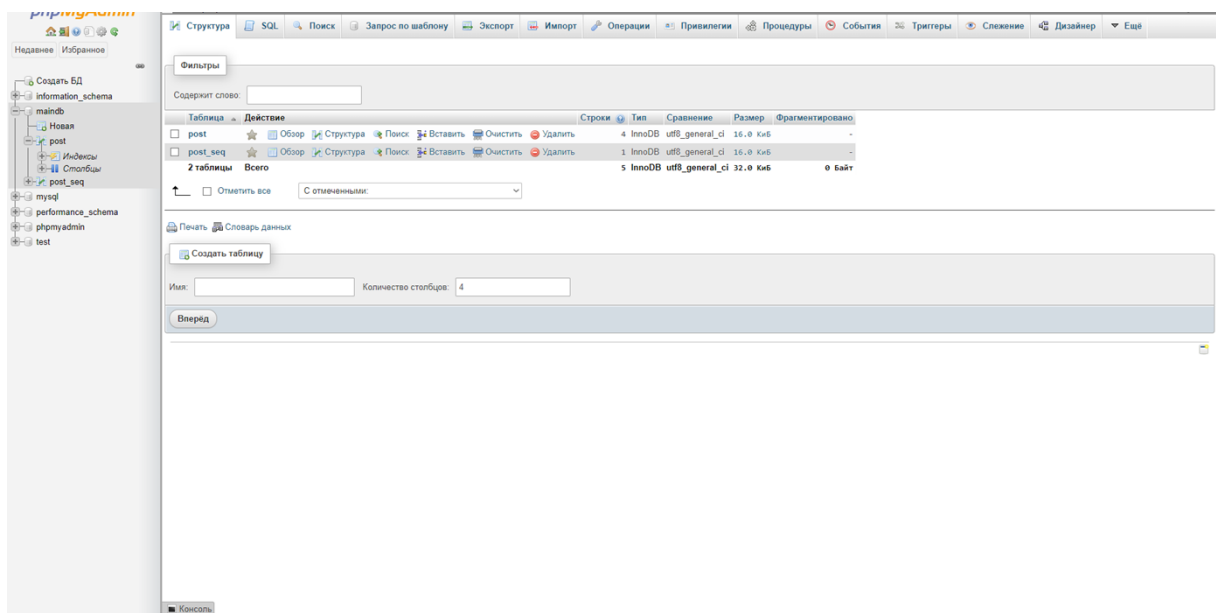 phpMyAdmin
Недавнее Избранное
Создать БД
information_schema
maindb
Новая
post
Индексы
Столбцы
post_seq
mysql
performance_schema
phpmyadmin
test
Структура SQL Поиск Запрос по шаблону Экспорт Импорт Операции Привилегии Процедуры События Триггеры Слежение Дизайнер Ещё
Фильтры
Содержит слово:
Таблица Действие Строки Тип Сравнение Размер Фрагментировано
post Обзор Структура Поиск Вставить Очистить Удалить 4 InnoDB utf8_general_ci 16.0 КиБ -
post_seq Обзор Структура Поиск Вставить Очистить Удалить 1 InnoDB utf8_general_ci 16.0 КиБ -
2 таблицы Всего 5 InnoDB utf8_general_ci 32.0 КиБ 0 Байт
Отметить все С отмеченными:
Печать Словарь данных
Создать таблицу
Имя: Количество столбцов: 4
Вперёд
Консоль